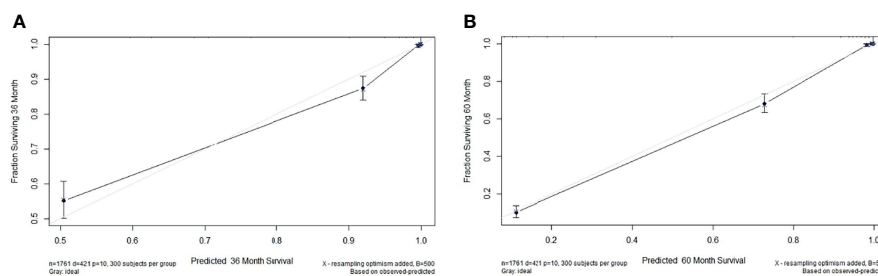 A
Fraction Surviving 36 Month
1.0
0.9
0.8
0.7
0.6
0.5
0.5 0.6 0.7 0.8 0.9 1.0
n=1761 d=421 p=10, 300 subjects per group
Gray: ideal
Predicted 36 Month Survival
X - resampling optimism added, B=500
Based on observed-predicted
B
Fraction Surviving 60 Month
1.0
0.8
0.6
0.4
0.2
0.2 0.4 0.6 0.8 1.0
n=1761 d=421 p=10, 300 subjects per group
Gray: ideal
Predicted 60 Month Survival
X - resampling optimism added, B=5
Based on observed-predicted